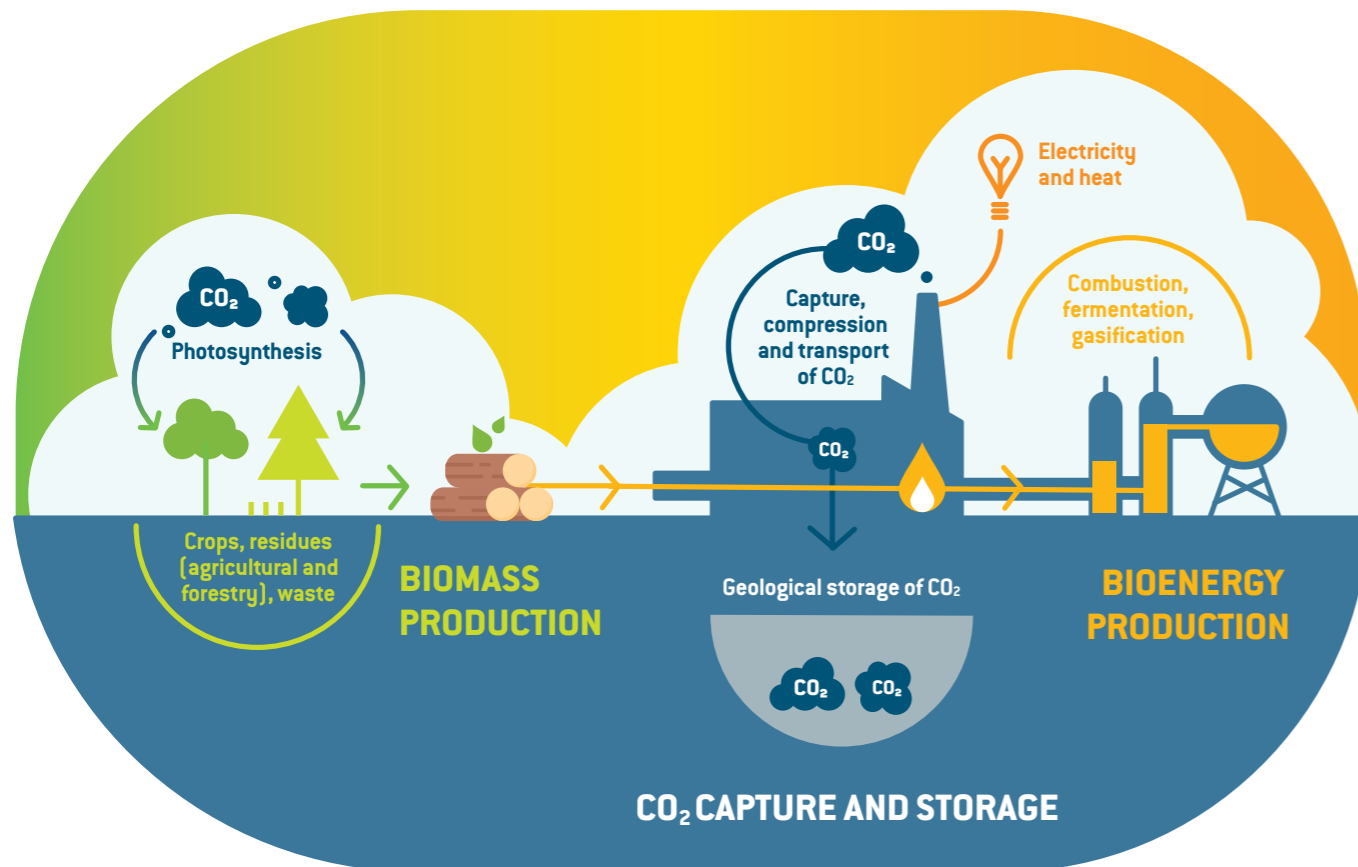 CO₂
Photosynthesis
Crops, residues
(agricultural and
forestry), waste
BIOMASS
PRODUCTION
CO₂
Capture,
compression
and transport
of CO₂
CO₂
Geological storage of CO₂
CO₂
CO₂
CO₂ CAPTURE AND STORAGE
Electricity
and heat
Combustion,
fermentation,
gasification
BIOENERGY
PRODUCTION